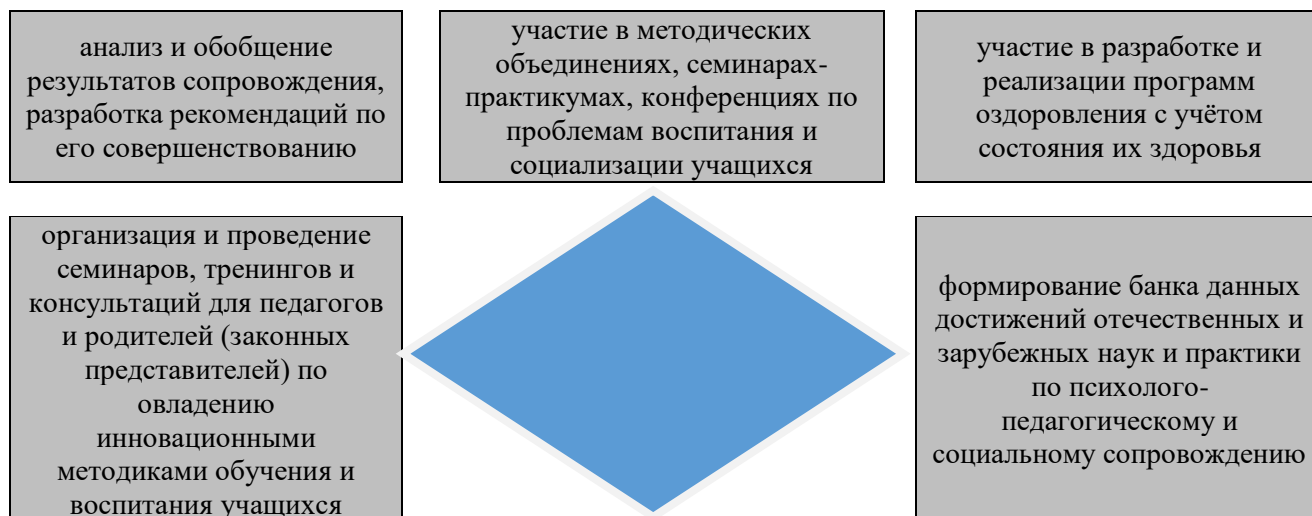 анализ и обобщение
результатов сопровождения,
разработка рекомендаций по
его совершенствованию
участие в методических
объединениях, семинарах-
практикумах, конференциях по
проблемам воспитания и
социализации учащихся
участие в разработке и
реализации программ
оздоровления с учётом
состояния их здоровья
организация и проведение
семинаров, тренингов и
консультаций для педагогов
и родителей (законных
представителей) по
овладению
инновационными
методиками обучения и
воспитания учащихся
формирование банка данных
достижений отечественных и
зарубежных наук и практики
по психолого-
педагогическому и
социальному сопровождению